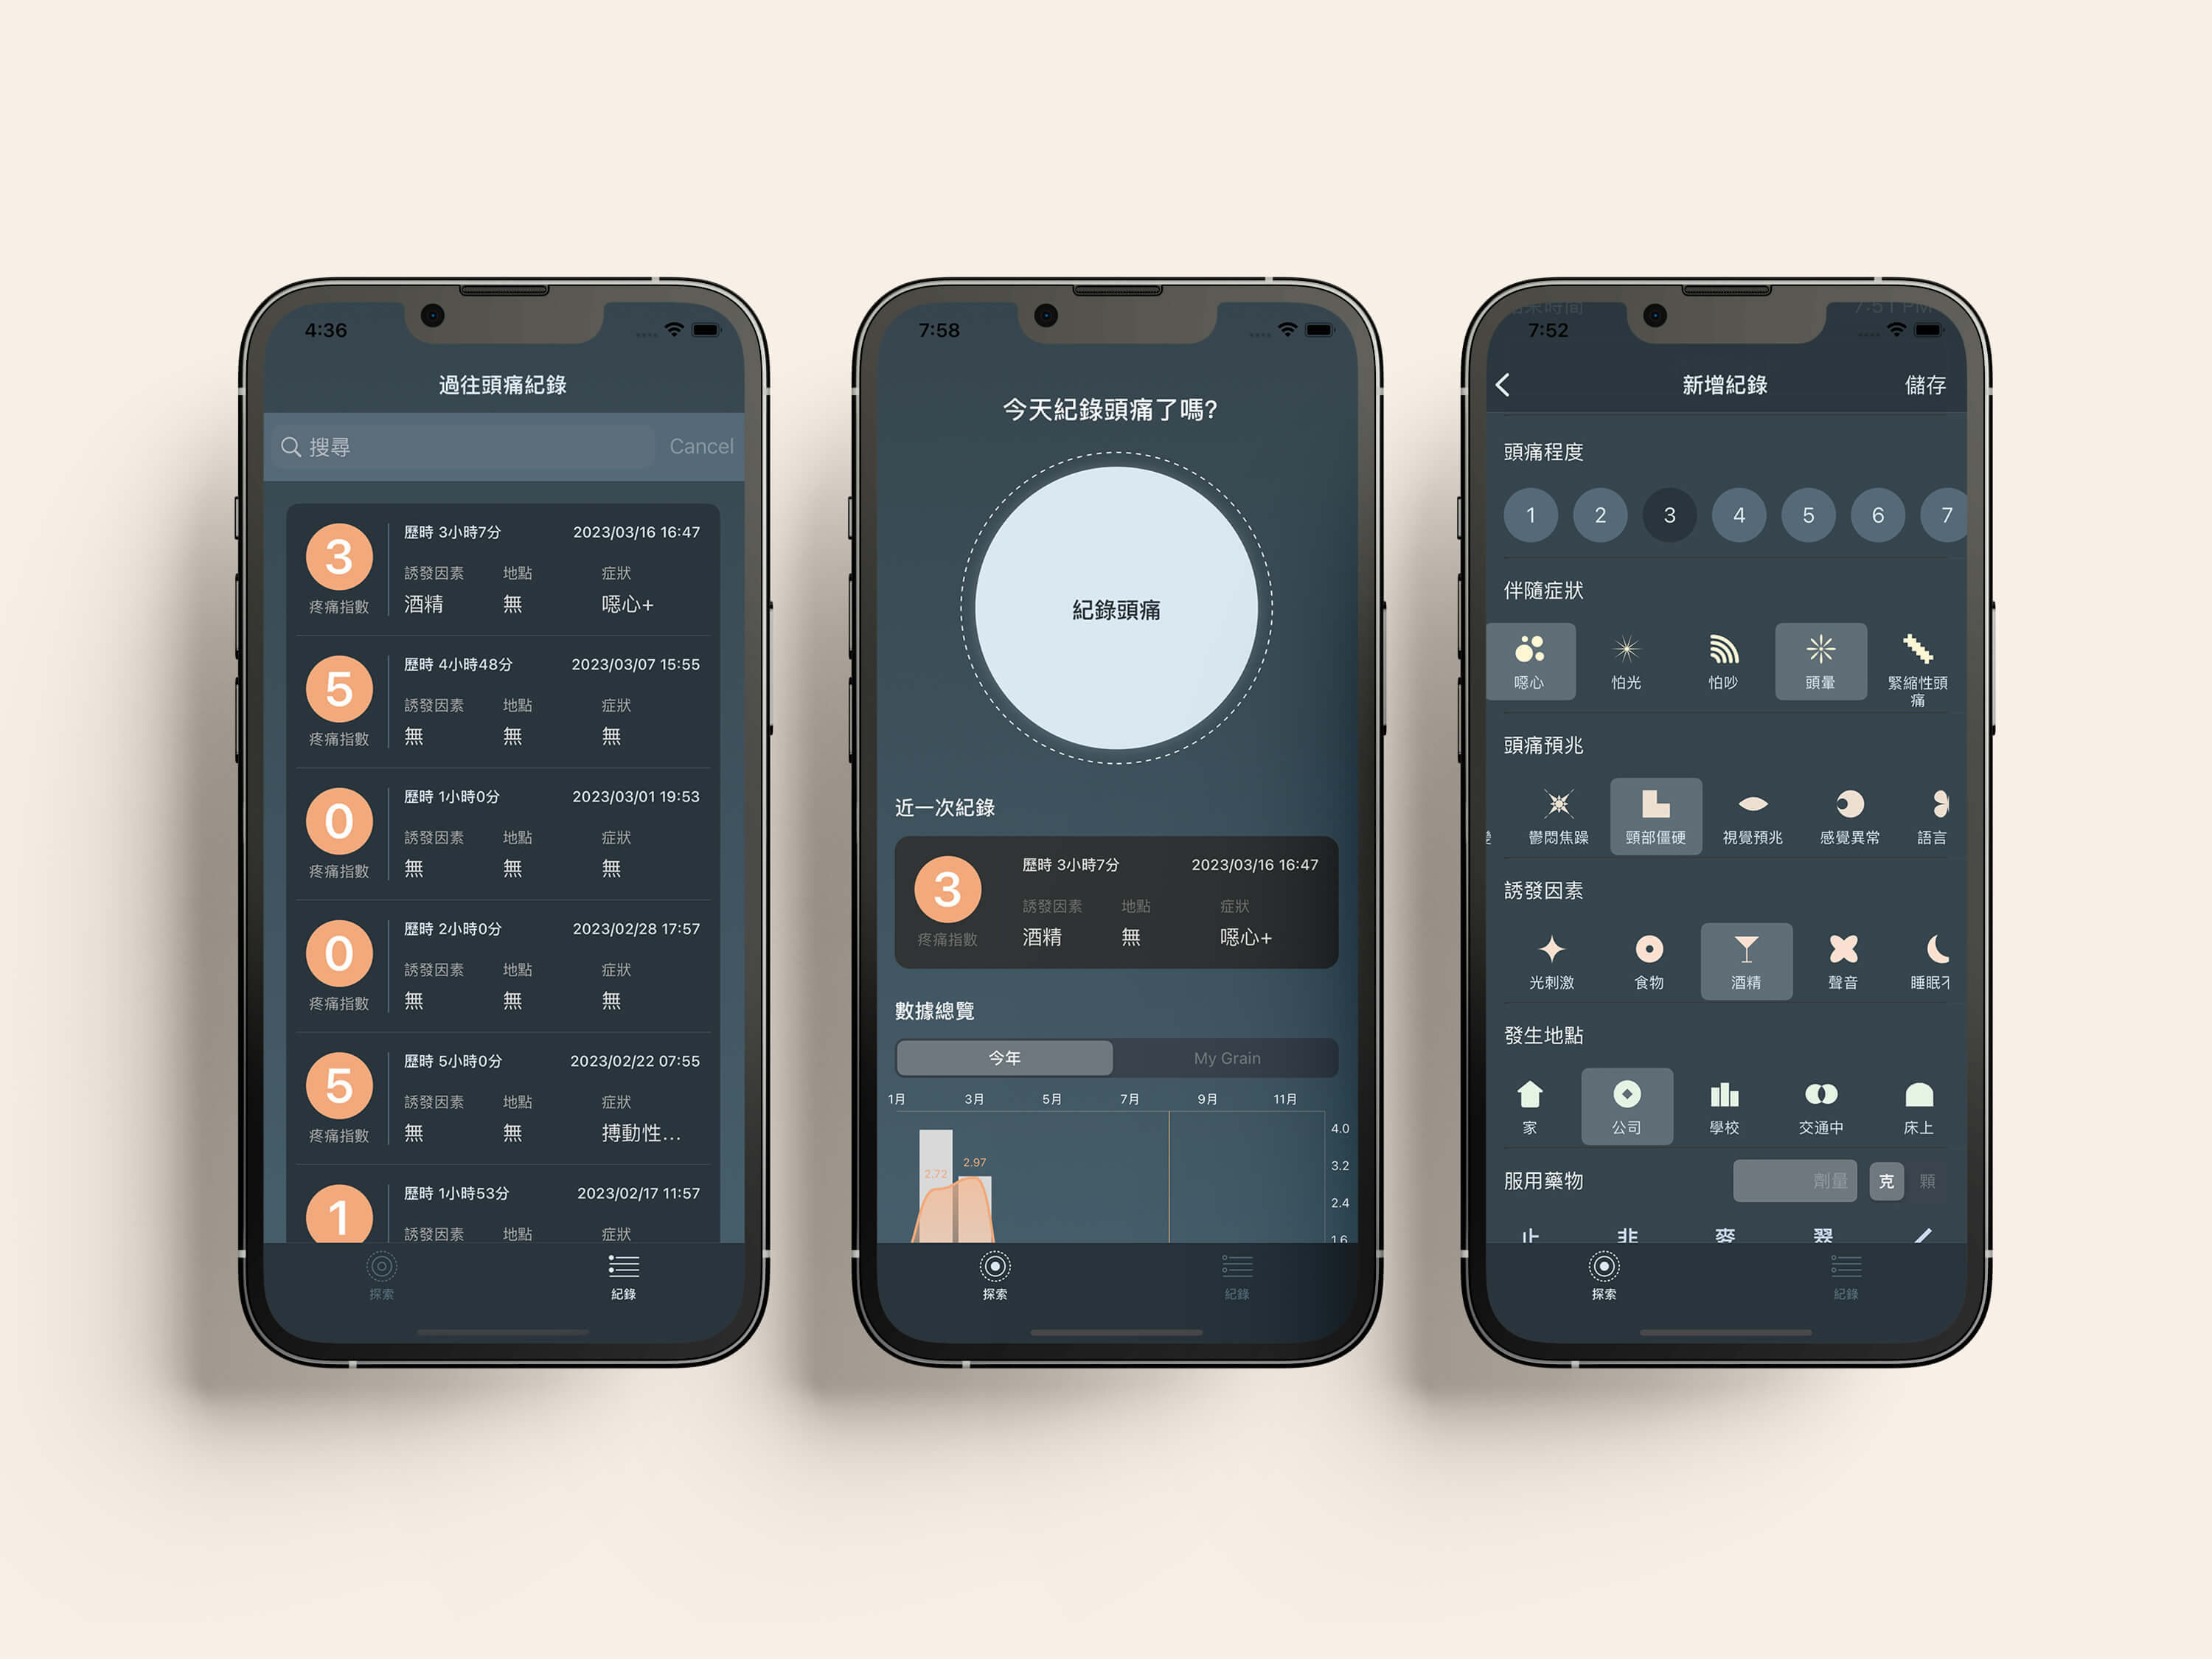 4:36
過往頭痛紀錄
搜尋 Cancel
3 歷時 3小時7分 2023/03/16 16:47
誘發因素 地點 症狀
疼痛指數 酒精 無 噁心+
5 歷時 4小時48分 2023/03/07 15:55
誘發因素 地點 症狀
疼痛指數 無 無 無
0 歷時 1小時0分 2023/03/01 19:53
誘發因素 地點 症狀
疼痛指數 無 無 無
0 歷時 2小時0分 2023/02/28 17:57
誘發因素 地點 症狀
疼痛指數 無 無 無
5 歷時 5小時0分 2023/02/22 07:55
誘發因素 地點 症狀
疼痛指數 無 無 搏動性...
1 歷時 1小時53分 2023/02/17 11:57
誘發因素 地點 症狀
探索 紀錄
7:58
今天紀錄頭痛了嗎?
紀錄頭痛
近一次紀錄
3 歷時 3小時7分 2023/03/16 16:47
誘發因素 地點 症狀
疼痛指數 酒精 無 噁心+
數據總覽
今年 My Grain
1月 3月 5月 7月 9月 11月
4.0
2.72 2.97 3.2
2.4
1.6
探索 紀錄
7:51 PM
7:52
新增紀錄 儲存
頭痛程度
1 2 3 4 5 6 7
伴隨症狀
噁心 怕光 怕吵 頭暈 緊縮性頭
痛
頭痛預兆
鬱悶焦躁 頸部僵硬 視覺預兆 感覺異常 語言
誘發因素
光刺激 食物 酒精 聲音 睡眠不
發生地點
家 公司 學校 交通中 床上
服用藥物 劑量 克 顆
探索 紀錄